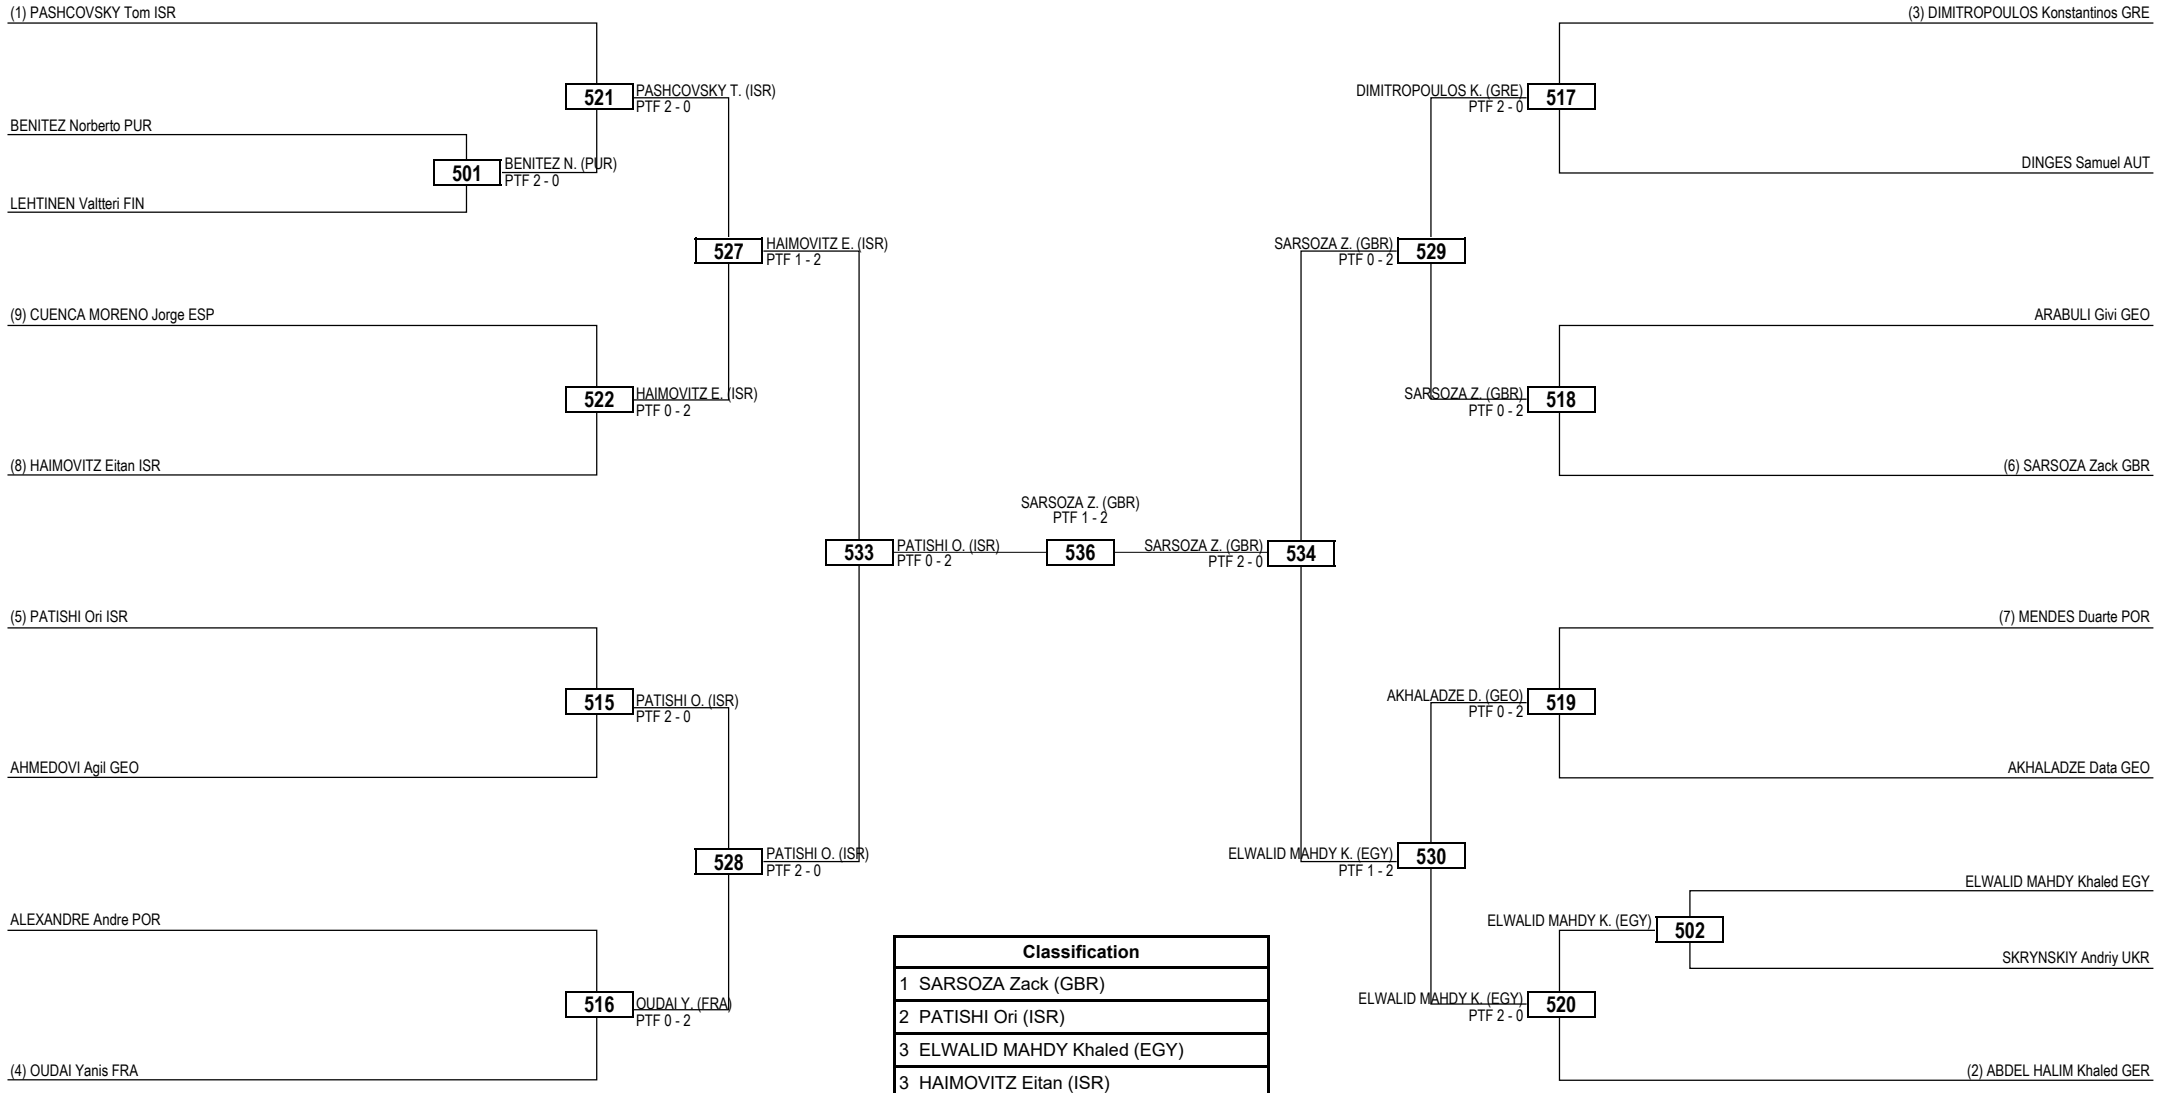 (1) PASHCOVSKY Tom ISR
521
PASHCOVSKY T. (ISR)
PTF 2 - 0
BENITEZ Norberto PUR
501
BENITEZ N. (PUR)
PTF 2 - 0
LEHTINEN Valtteri FIN
527
HAIMOVITZ E. (ISR)
PTF 1 - 2
(9) CUENCA MORENO Jorge ESP
522
HAIMOVITZ E. (ISR)
PTF 0 - 2
(8) HAIMOVITZ Eitan ISR
533
PATISHI O. (ISR)
PTF 0 - 2
(5) PATISHI Ori ISR
515
PATISHI O. (ISR)
PTF 2 - 0
AHMEDOVI Agil GEO
528
PATISHI O. (ISR)
PTF 2 - 0
ALEXANDRE Andre POR
516
OUDAI Y. (FRA)
PTF 0 - 2
(4) OUDAI Yanis FRA
SARSOZA Z. (GBR)
PTF 1 - 2
536
(3) DIMITROPOULOS Konstantinos GRE
DIMITROPOULOS K. (GRE)
PTF 2 - 0
517
DINGES Samuel AUT
SARSOZA Z. (GBR)
PTF 0 - 2
529
ARABULI Givi GEO
SARSOZA Z. (GBR)
PTF 0 - 2
518
(6) SARSOZA Zack GBR
SARSOZA Z. (GBR)
PTF 2 - 0
534
(7) MENDES Duarte POR
AKHALADZE D. (GEO)
PTF 0 - 2
519
AKHALADZE Data GEO
ELWALID MAHDY K. (EGY)
PTF 1 - 2
530
ELWALID MAHDY Khaled EGY
ELWALID MAHDY K. (EGY)
502
SKRYNSKIY Andriy UKR
ELWALID MAHDY K. (EGY)
PTF 2 - 0
520
(2) ABDEL HALIM Khaled GER
Classification
1 SARSOZA Zack (GBR)
2 PATISHI Ori (ISR)
3 ELWALID MAHDY Khaled (EGY)
3 HAIMOVITZ Eitan (ISR)